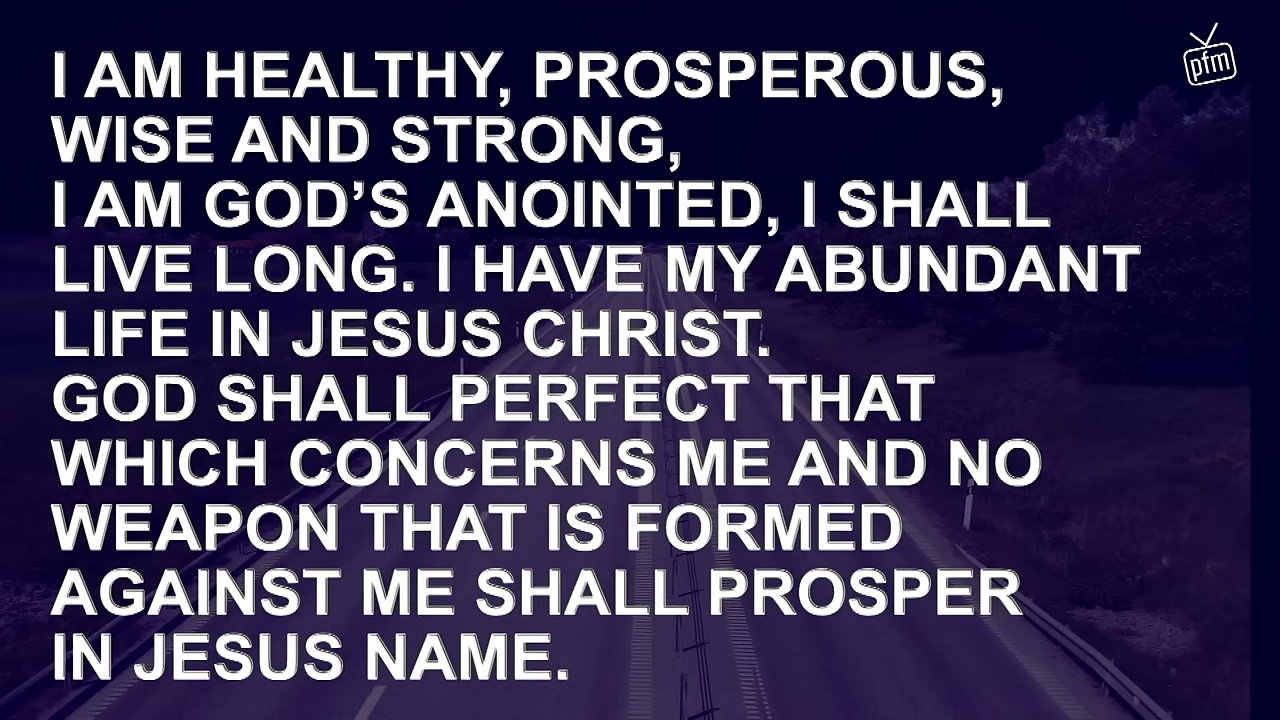 I AM HEALTHY, PROSPEROUS,
WISE AND STRONG,
I AM GOD’S ANOINTED, I SHALL
LIVE LONG. I HAVE MY ABUNDANT
LIFE IN JESUS CHRIST.
GOD SHALL PERFECT THAT
WHICH CONCERNS ME AND NO
WEAPON THAT IS FORMED
AGAINST ME SHALL PROSPER
IN JESUS NAME.
pfm